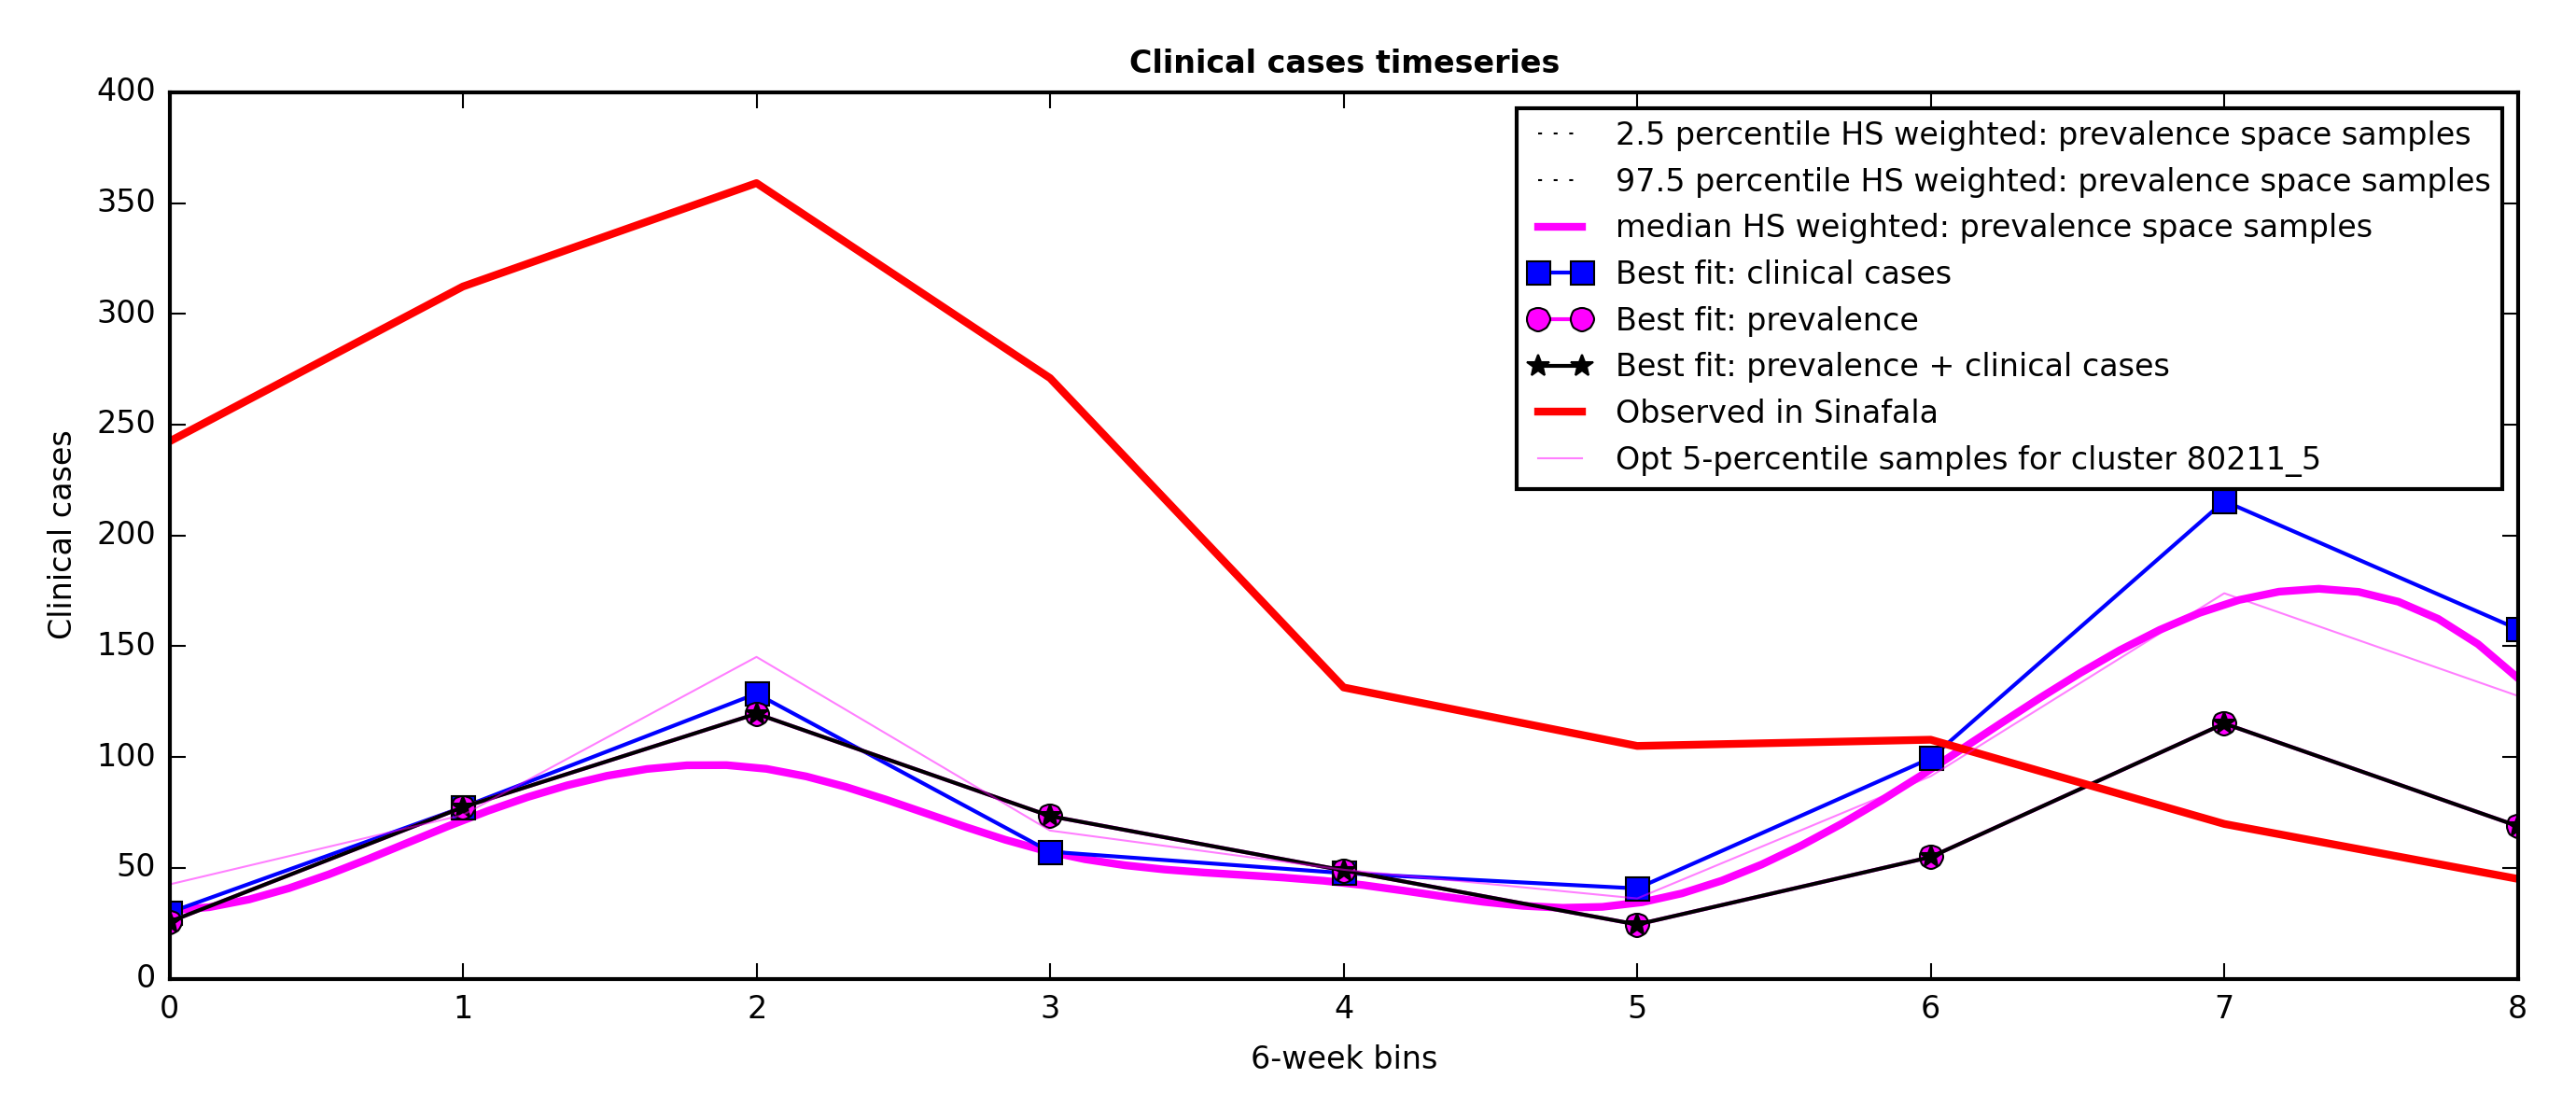 Clinical cases timeseries
400
350
300
250
200
150
100
50
0
Clinical cases
2.5 percentile HS weighted: prevalence space samples
97.5 percentile HS weighted: prevalence space samples
median HS weighted: prevalence space samples
Best fit: clinical cases
Best fit: prevalence
Best fit: prevalence + clinical cases
Observed in Sinafala
Opt 5-percentile samples for cluster 80211_5
0 1 2 3 4 5 6 7 8
6-week bins